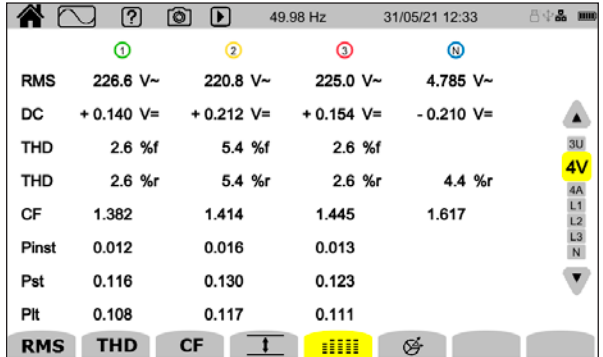 ? 49.98 Hz 31/05/21 12:33
1 2 3 N
RMS 226.6 V~ 220.8 V~ 225.0 V~ 4.785 V~
DC + 0.140 V= + 0.212 V= + 0.154 V= - 0.210 V=
THD 2.6 %f 5.4 %f 2.6 %f
THD 2.6 %r 5.4 %r 2.6 %r 4.4 %r
CF 1.382 1.414 1.445 1.617
Pinst 0.012 0.016 0.013
Pst 0.116 0.130 0.123
Plt 0.108 0.117 0.111
3U
4V
4A
L1
L2
L3
N
RMS THD CF